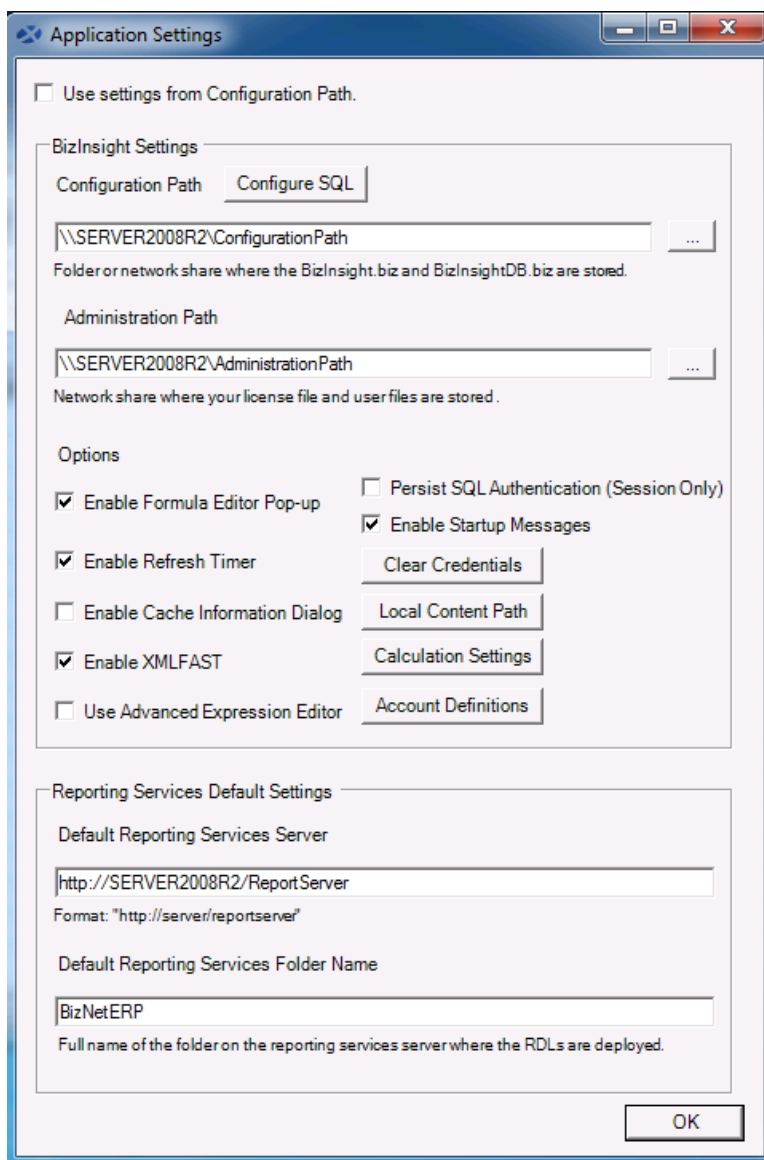 Application Settings
Use settings from Configuration Path.
BizInsight Settings
Configuration Path
Configure SQL
\\SERVER2008R2\ConfigurationPath
...
Folder or network share where the BizInsight.biz and BizInsightDB.biz are stored.
Administration Path
\\SERVER2008R2\AdministrationPath
...
Network share where your license file and user files are stored .
Options
Enable Formula Editor Pop-up
Persist SQL Authentication (Session Only)
Enable Startup Messages
Enable Refresh Timer
Clear Credentials
Enable Cache Information Dialog
Local Content Path
Enable XMLFAST
Calculation Settings
Use Advanced Expression Editor
Account Definitions
Reporting Services Default Settings
Default Reporting Services Server
http://SERVER2008R2/ReportServer
Format: "http://server/reportserver"
Default Reporting Services Folder Name
BizNetERP
Full name of the folder on the reporting services server where the RDLs are deployed.
OK